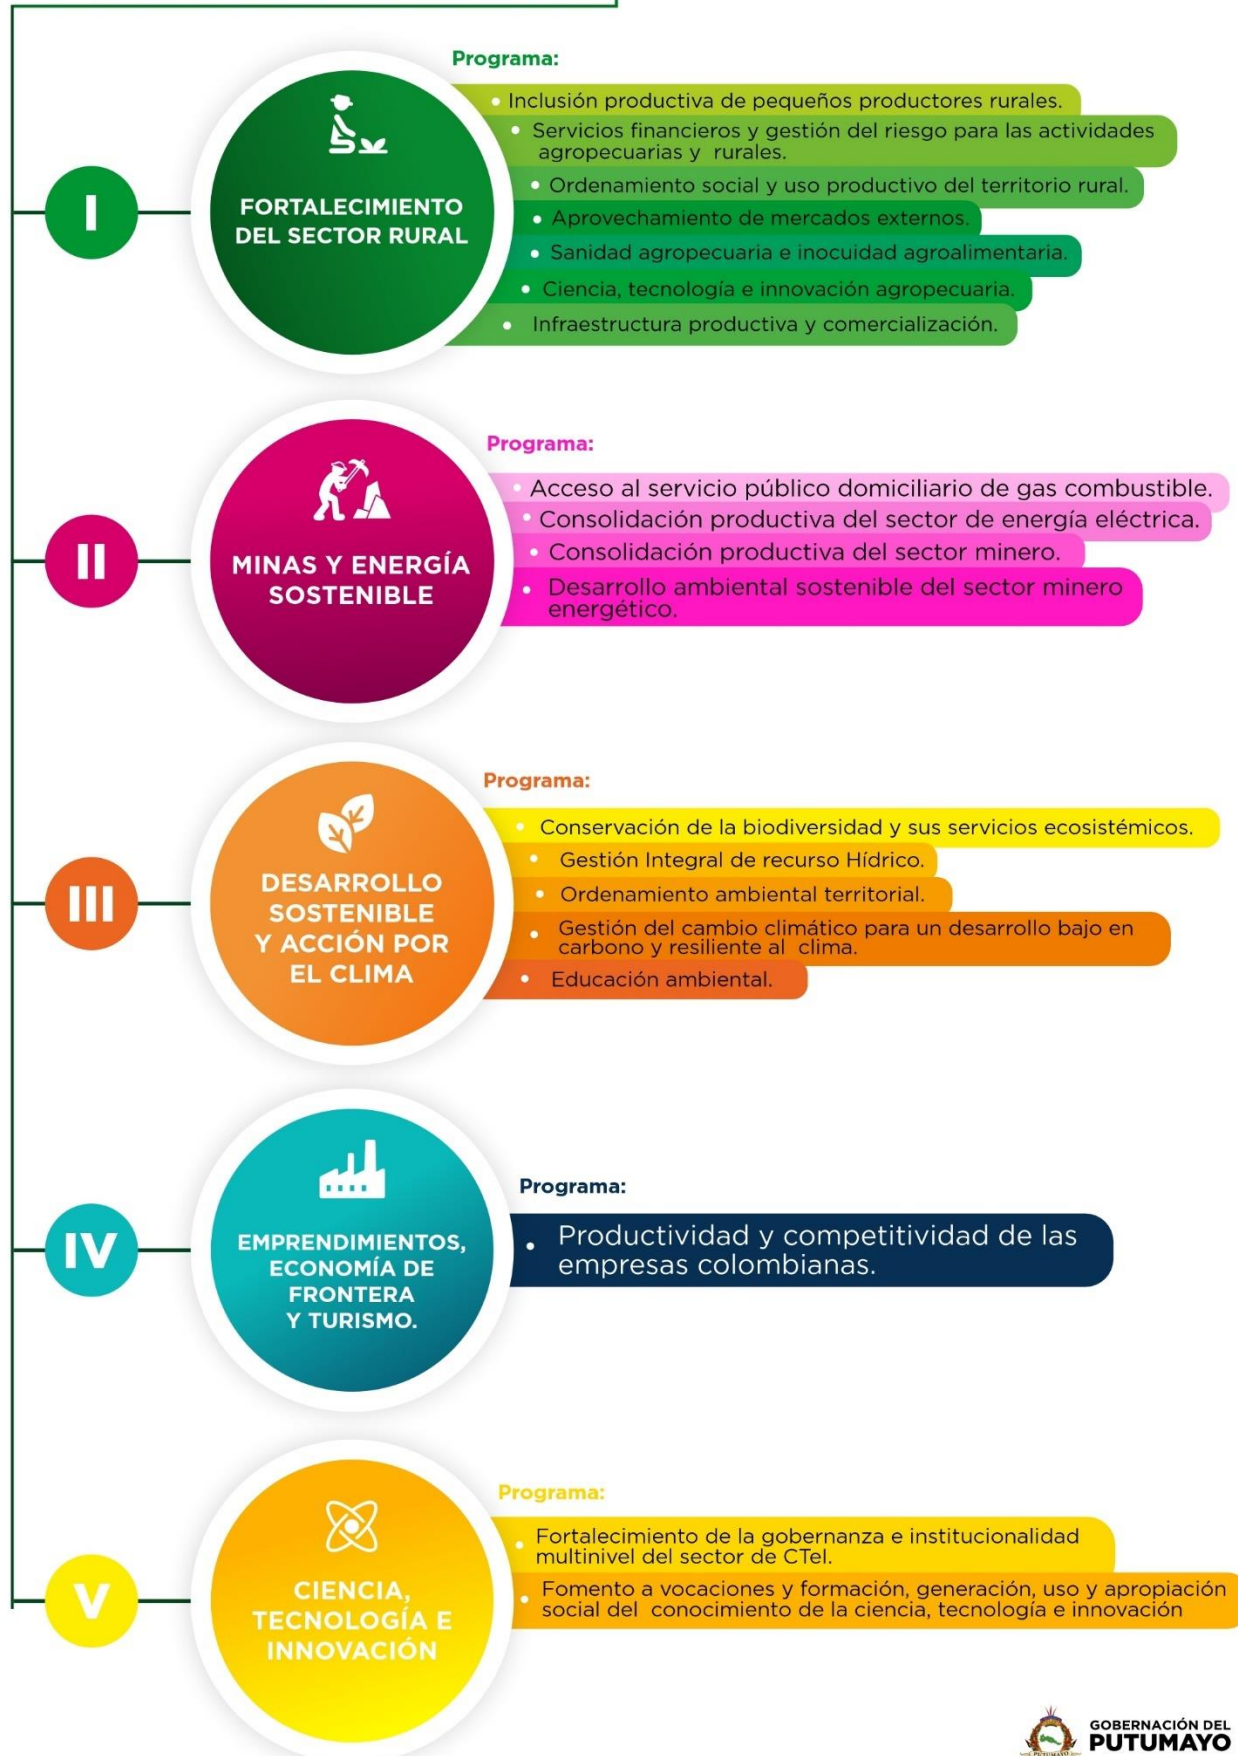 Programa:
• Inclusión productiva de pequeños productores rurales.
• Servicios financieros y gestión del riesgo para las actividades
agropecuarias y rurales.
• Ordenamiento social y uso productivo del territorio rural.
• Aprovechamiento de mercados externos.
• Sanidad agropecuaria e inocuidad agroalimentaria.
• Ciencia, tecnología e innovación agropecuaria.
• Infraestructura productiva y comercialización.
I
FORTALECIMIENTO
DEL SECTOR RURAL
Programa:
• Acceso al servicio público domiciliario de gas combustible.
• Consolidación productiva del sector de energía eléctrica.
• Consolidación productiva del sector minero.
• Desarrollo ambiental sostenible del sector minero
energético.
II
MINAS Y ENERGÍA
SOSTENIBLE
Programa:
• Conservación de la biodiversidad y sus servicios ecosistémicos.
• Gestión Integral de recurso Hídrico.
• Ordenamiento ambiental territorial.
• Gestión del cambio climático para un desarrollo bajo en
carbono y resiliente al clima.
• Educación ambiental.
III
DESARROLLO
SOSTENIBLE
Y ACCIÓN POR
EL CLIMA
Programa:
• Productividad y competitividad de las
empresas colombianas.
IV
EMPRENDIMIENTOS,
ECONOMÍA DE
FRONTERA
Y TURISMO.
Programa:
• Fortalecimiento de la gobernanza e institucionalidad
multinivel del sector de CTeI.
• Fomento a vocaciones y formación, generación, uso y apropiación
social del conocimiento de la ciencia, tecnología e innovación
V
CIENCIA,
TECNOLOGÍA E
INNOVACIÓN
GOBERNACIÓN DEL
PUTUMAYO
PUTUMAYO